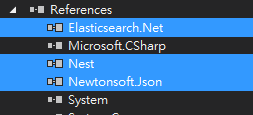 References
Elasticsearch.Net
Microsoft.CSharp
Nest
Newtonsoft.Json
System